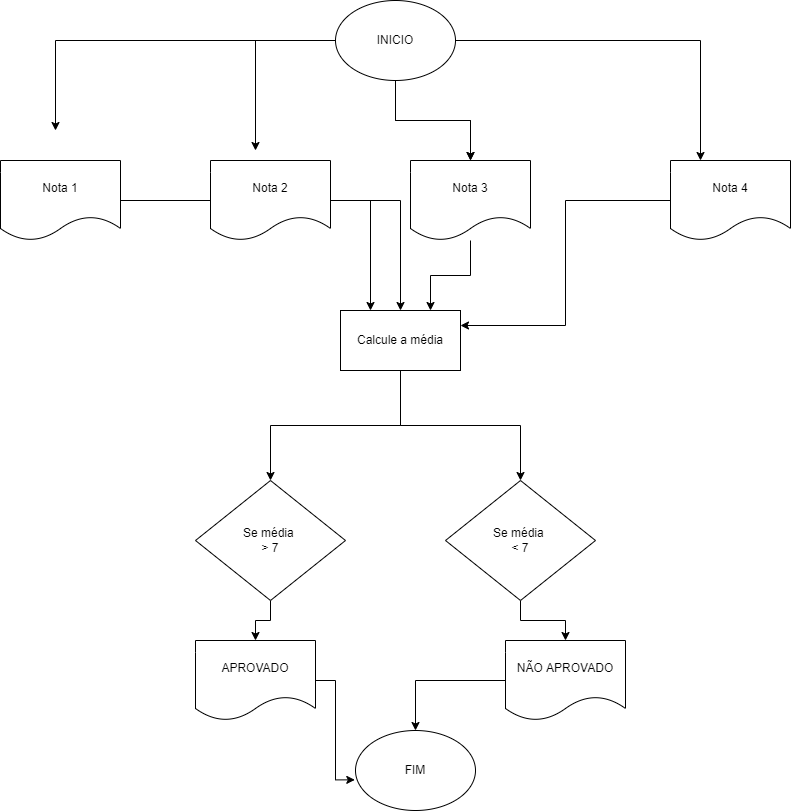 INICIO
Nota 1
Nota 2
Nota 3
Nota 4
Calcule a média
Se média
> 7
Se média
< 7
APROVADO
NÃO APROVADO
FIM